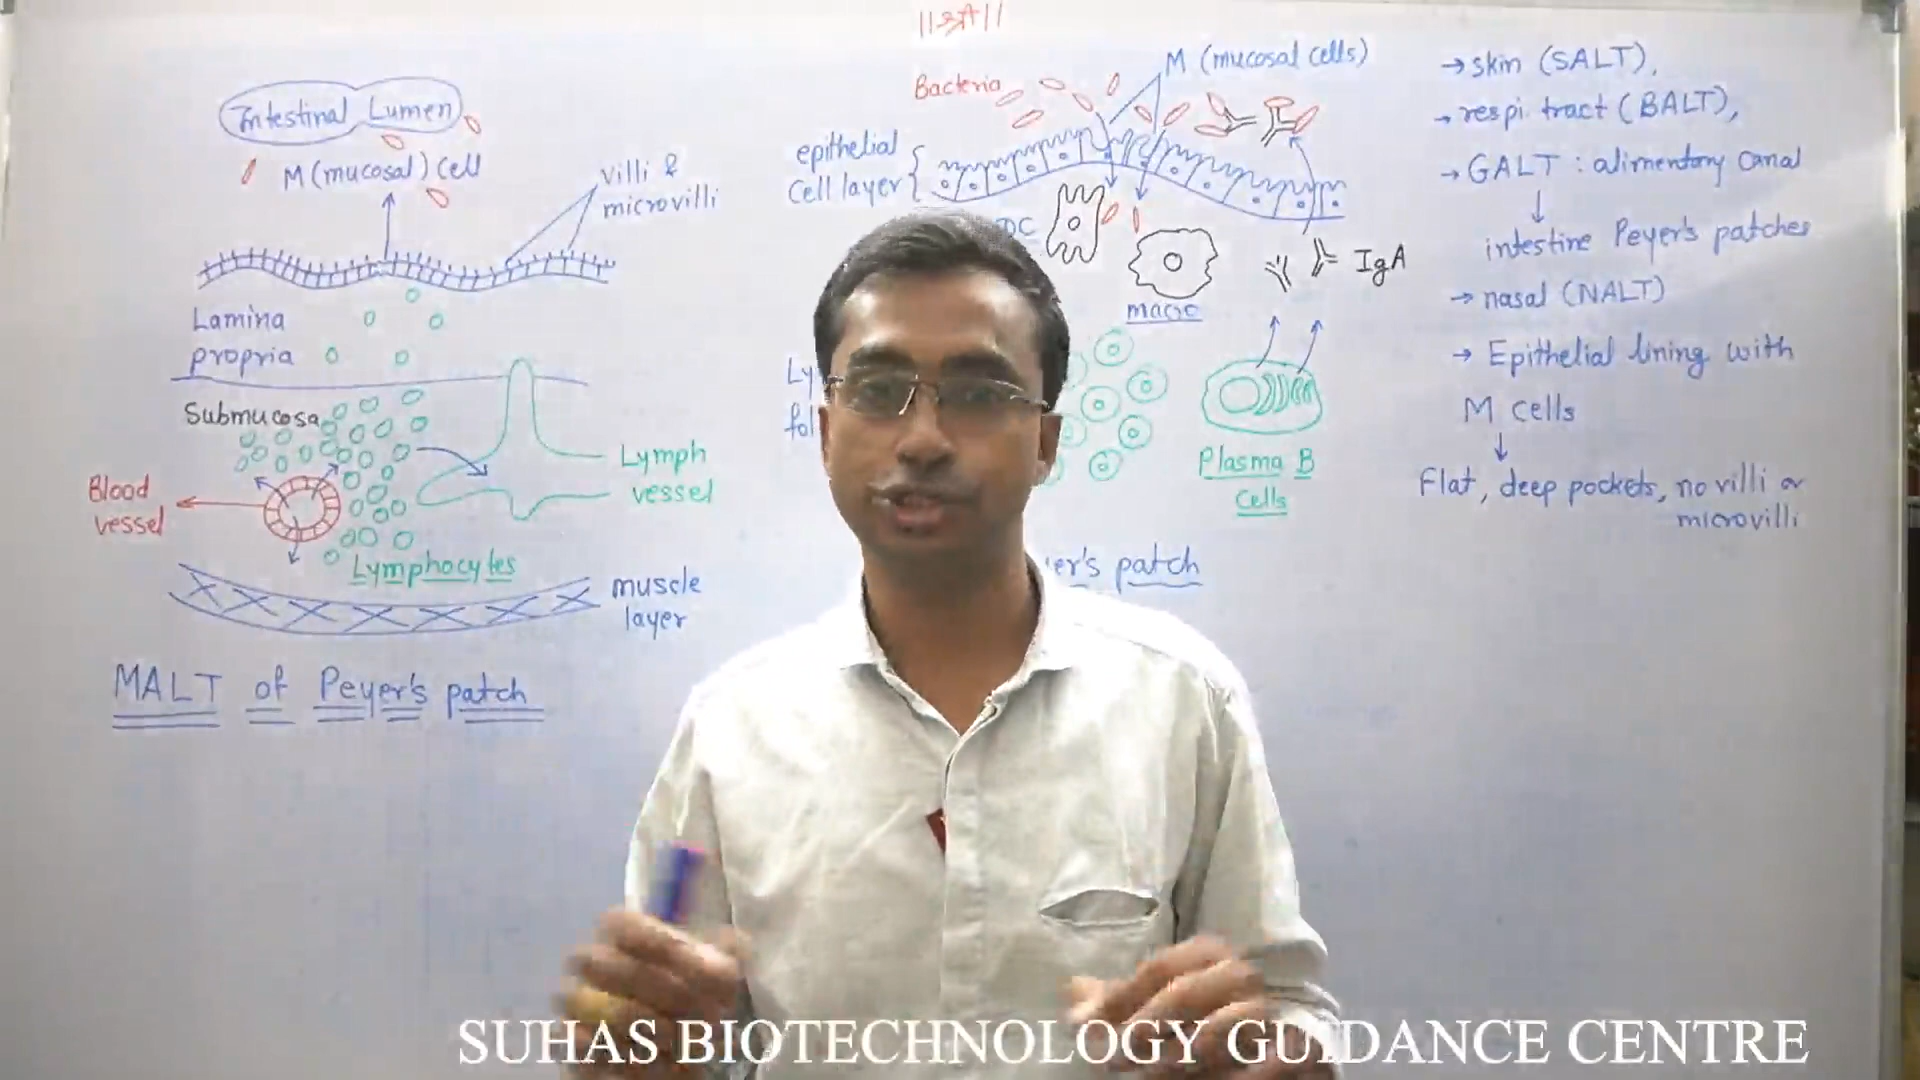 ||श्री||
Intestinal Lumen
M (mucosal) cell
Villi &
microvilli
Lamina
propria
Submucosa
Blood
vessel
Lymph
vessel
Lymphocytes
muscle
layer
MALT of Peyer's patch
Bacteria
M (mucosal cells)
epithelial
cell layer
DC
macro
IgA
Ly
fol
Plasma B
cells
er's patch
→ skin (SALT),
→ respi. tract (BALT),
→ GALT : alimentary canal
↓
intestine Peyer's patches
→ nasal (NALT)
→ Epithelial lining with
M cells
↓
Flat, deep pockets, no villi or
microvilli
SUHAS BIOTECHNOLOGY GUIDANCE CENTRE